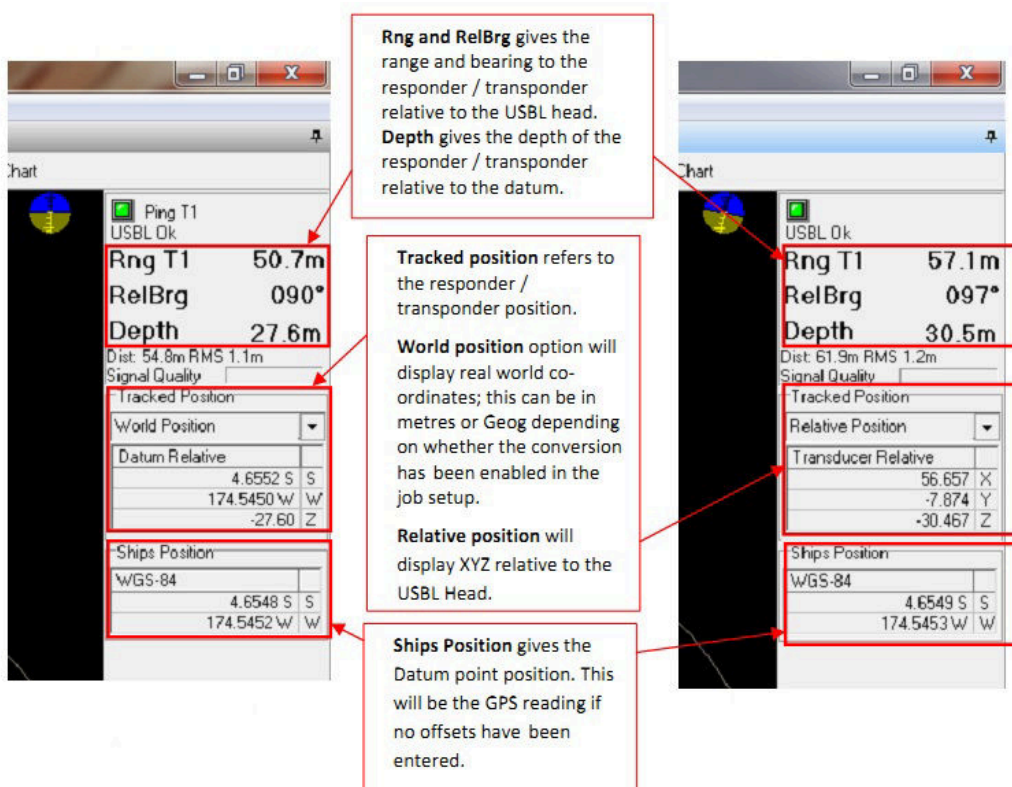 Rng and RelBrg gives the
range and bearing to the
responder / transponder
relative to the USBL head.
Depth gives the depth of the
responder / transponder
relative to the datum.
Chart
Ping T1
USBL Ok
Rng T1 50.7m
RelBrg 090°
Depth 27.6m
Dist: 54.8m RMS 1.1m
Signal Quality
Tracked Position
World Position
Datum Relative
4.6552 S S
174.5450 W W
-27.60 Z
Ships Position
WGS-84
4.6548 S S
174.5452 W W
Tracked position refers to
the responder /
transponder position.
World position option will
display real world co-
ordinates; this can be in
metres or Geog depending
on whether the conversion
has been enabled in the
job setup.
Relative position will
display XYZ relative to the
USBL Head.
Ships Position gives the
Datum point position. This
will be the GPS reading if
no offsets have been
entered.
Chart
USBL Ok
Rng T1 57.1m
RelBrg 097°
Depth 30.5m
Dist: 61.9m RMS 1.2m
Signal Quality
Tracked Position
Relative Position
Transducer Relative
56.657 X
-7.874 Y
-30.467 Z
Ships Position
WGS-84
4.6549 S S
174.5453 W W